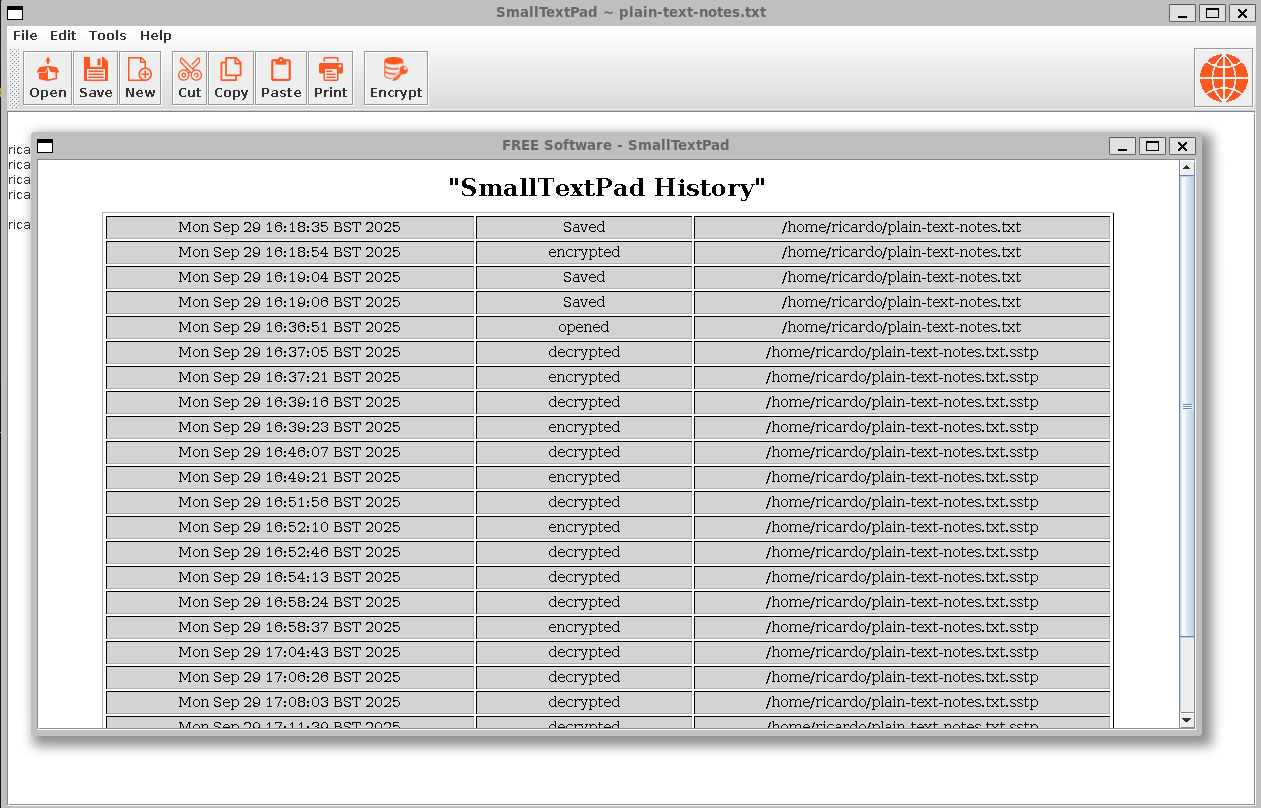 SmallTextPad ~ plain-text-notes.txt
File Edit Tools Help
Open Save New Cut Copy Paste Print Encrypt
rica
rica
rica
rica
rica
FREE Software - SmallTextPad
"SmallTextPad History"
Mon Sep 29 16:18:35 BST 2025 Saved /home/ricardo/plain-text-notes.txt
Mon Sep 29 16:18:54 BST 2025 encrypted /home/ricardo/plain-text-notes.txt
Mon Sep 29 16:19:04 BST 2025 Saved /home/ricardo/plain-text-notes.txt
Mon Sep 29 16:19:06 BST 2025 Saved /home/ricardo/plain-text-notes.txt
Mon Sep 29 16:36:51 BST 2025 opened /home/ricardo/plain-text-notes.txt
Mon Sep 29 16:37:05 BST 2025 decrypted /home/ricardo/plain-text-notes.txt.sstp
Mon Sep 29 16:37:21 BST 2025 encrypted /home/ricardo/plain-text-notes.txt.sstp
Mon Sep 29 16:39:16 BST 2025 decrypted /home/ricardo/plain-text-notes.txt.sstp
Mon Sep 29 16:39:23 BST 2025 encrypted /home/ricardo/plain-text-notes.txt.sstp
Mon Sep 29 16:46:07 BST 2025 decrypted /home/ricardo/plain-text-notes.txt.sstp
Mon Sep 29 16:49:21 BST 2025 encrypted /home/ricardo/plain-text-notes.txt.sstp
Mon Sep 29 16:51:56 BST 2025 decrypted /home/ricardo/plain-text-notes.txt.sstp
Mon Sep 29 16:52:10 BST 2025 encrypted /home/ricardo/plain-text-notes.txt.sstp
Mon Sep 29 16:52:46 BST 2025 decrypted /home/ricardo/plain-text-notes.txt.sstp
Mon Sep 29 16:54:13 BST 2025 decrypted /home/ricardo/plain-text-notes.txt.sstp
Mon Sep 29 16:58:24 BST 2025 decrypted /home/ricardo/plain-text-notes.txt.sstp
Mon Sep 29 16:58:37 BST 2025 encrypted /home/ricardo/plain-text-notes.txt.sstp
Mon Sep 29 17:04:43 BST 2025 decrypted /home/ricardo/plain-text-notes.txt.sstp
Mon Sep 29 17:06:26 BST 2025 decrypted /home/ricardo/plain-text-notes.txt.sstp
Mon Sep 29 17:08:03 BST 2025 decrypted /home/ricardo/plain-text-notes.txt.sstp
Mon Sep 29 17:11:39 BST 2025 decrypted /home/ricardo/plain-text-notes.txt.sstp